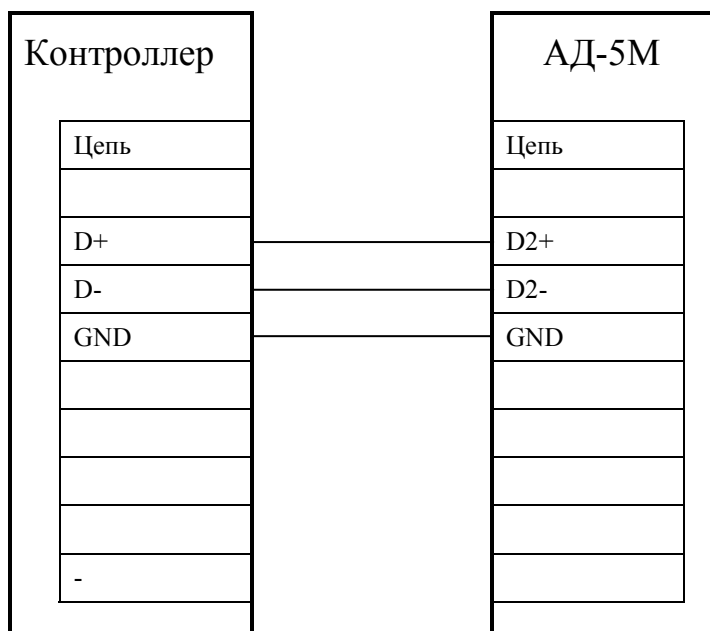 Контроллер
АД-5М
Цепь
Цепь
D+
D2+
D-
D2-
GND
GND
-